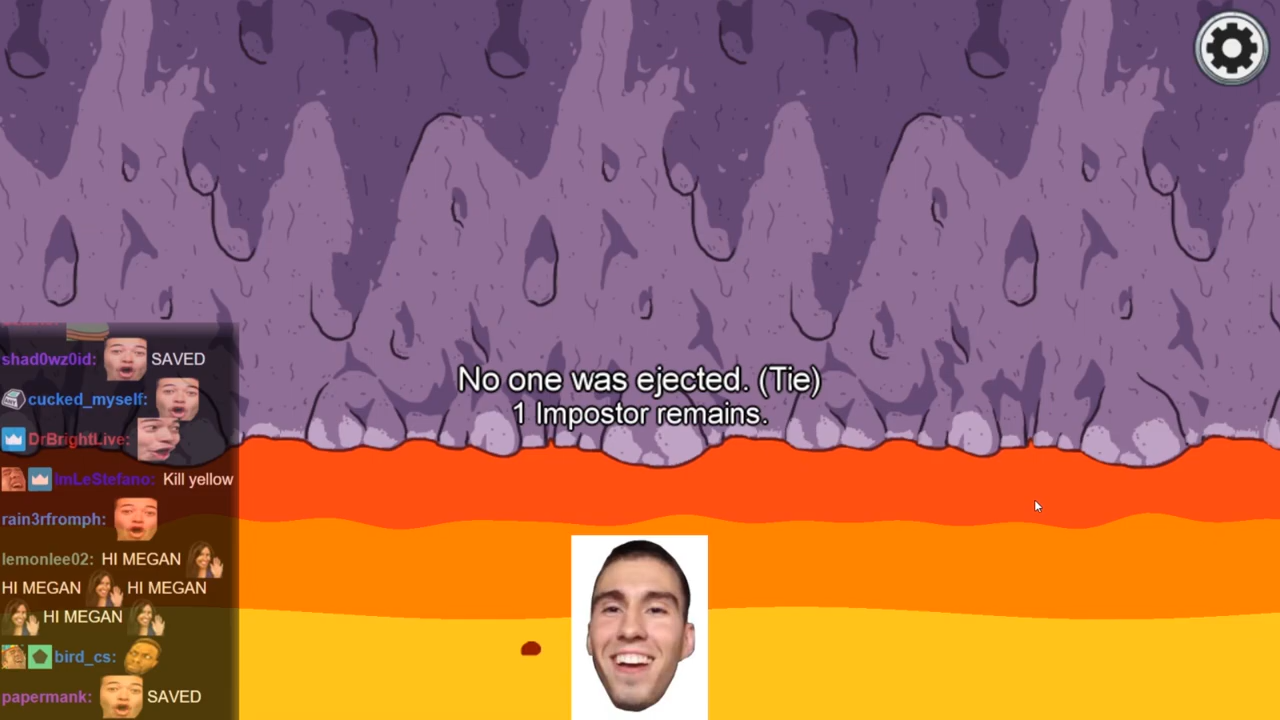 No one was ejected. (Tie)
1 Impostor remains.
shad0wz0id: SAVED
cucked_myself:
DrBrightLive:
ImLeStefano: Kill yellow
rain3rfromph:
lemonlee02: HI MEGAN
HI MEGAN HI MEGAN
HI MEGAN
bird_cs:
papermank: SAVED